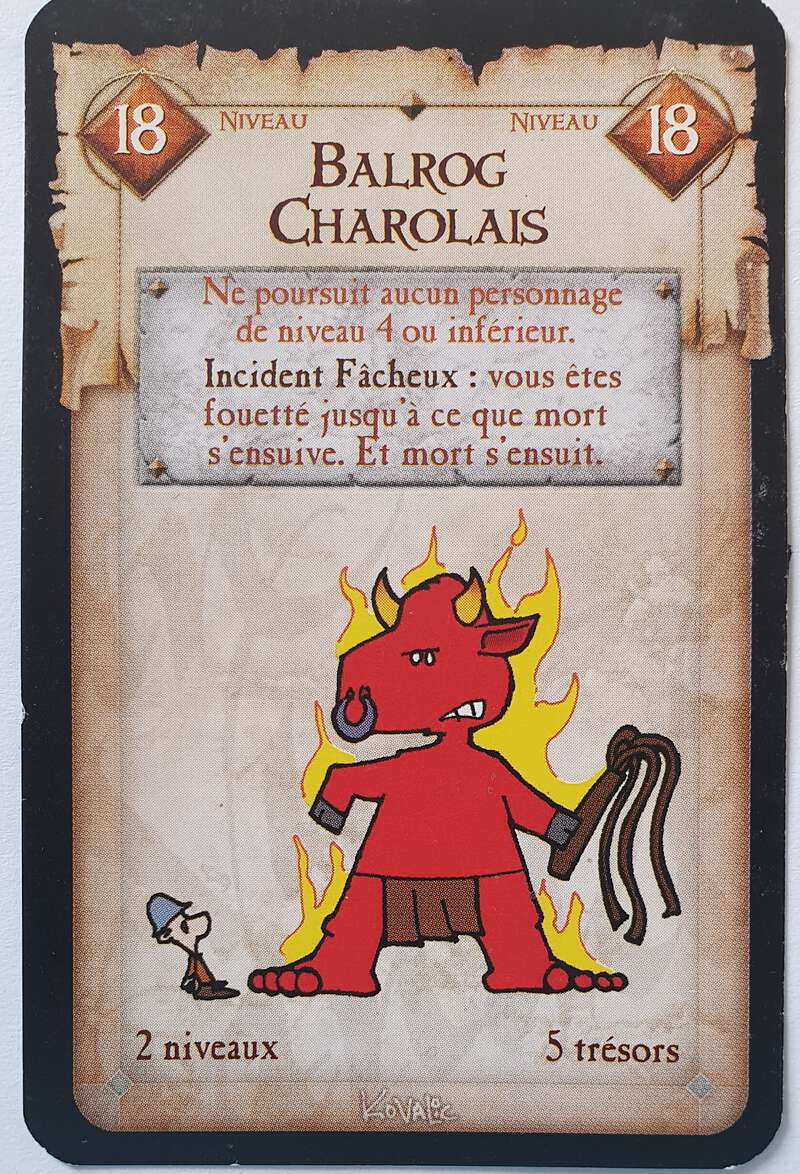 18 Niveau Niveau 18
Balrog
Charolais
Ne poursuit aucun personnage
de niveau 4 ou inférieur.
Incident Fâcheux : vous êtes
fouetté jusqu'à ce que mort
s'ensuive. Et mort s'ensuit.
2 niveaux 5 trésors
Kovalic